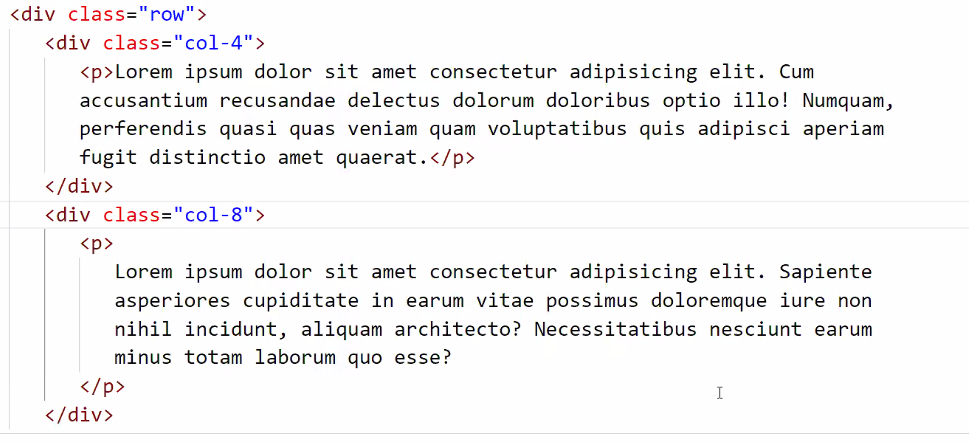 <div class="row">
<div class="col-4">
<p>Lorem ipsum dolor sit amet consectetur adipisicing elit. Cum
accusantium recusandae delectus dolorum doloribus optio illo! Numquam,
perferendis quasi quas veniam quam voluptatibus quis adipisci aperiam
fugit distinctio amet quaerat.</p>
</div>
<div class="col-8">
<p>
Lorem ipsum dolor sit amet consectetur adipisicing elit. Sapiente
asperiores cupiditate in earum vitae possimus doloremque iure non
nihil incidunt, aliquam architecto? Necessitatibus nesciunt earum
minus totam laborum quo esse?
</p>
</div>